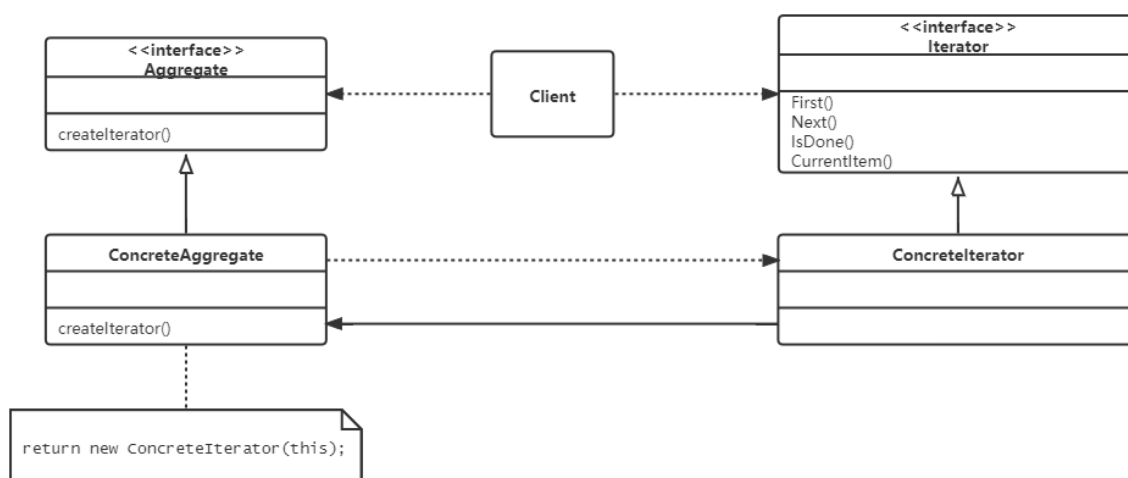 <<interface>>
Aggregate
createIterator()
Client
<<interface>>
Iterator
First()
Next()
IsDone()
CurrentItem()
ConcreteAggregate
createIterator()
ConcreteIterator
return new ConcreteIterator(this);